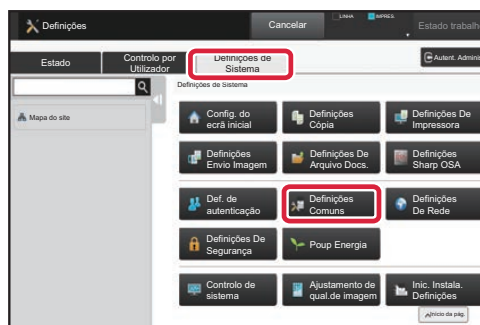 Definições
Cancelar
LINHA
IMPRES.
Estado trabalh
Estado
Controlo por
Utilizador
Definições de
Sistema
Autent. Adminis
Definições de Sistema
Mapa do site
Config. do
ecrã inicial
Definições
Cópia
Definições De
Impressora
Definições
Envio Imagem
Definições De
Arquivo Docs.
Definições
Sharp OSA
Def. de
autenticação
Definições
Comuns
Definições
De Rede
Definições De
Segurança
Poup Energia
Controlo de
sistema
Ajustamento de
qual.de imagem
Inic. Instala.
Definições
Início da pág.